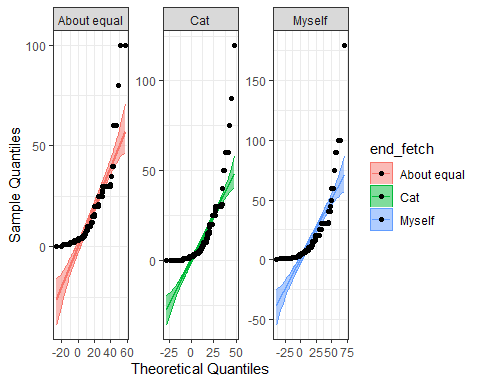 About equal
Cat
Myself
100
50
0
50
0
150
100
50
0
-50
-20 0 20 40 60
-25 0 25 50
-25 0 25 50 75
Sample Quantiles
Theoretical Quantiles
end_fetch
About equal
Cat
Myself